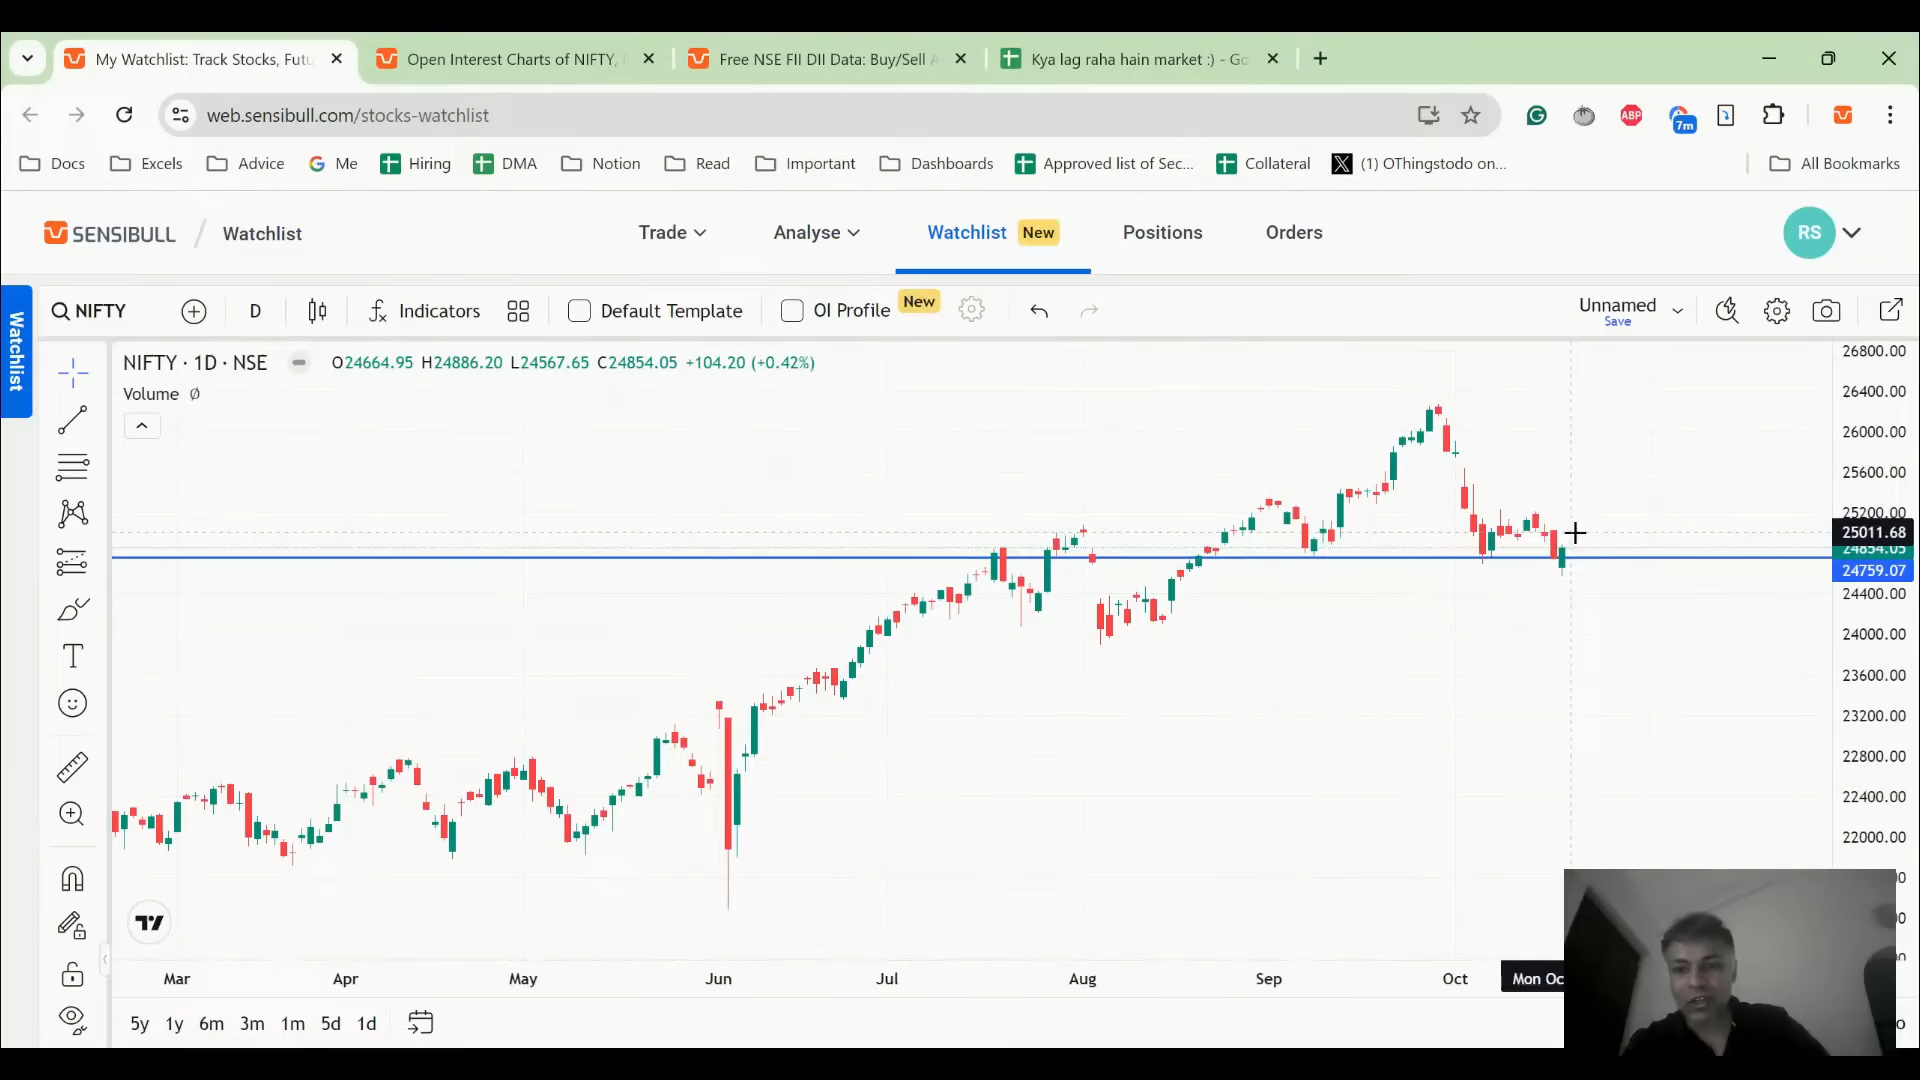 My Watchlist: Track Stocks, Futu
Open Interest Charts of NIFTY,
Free NSE FII DII Data: Buy/Sell A
Kya lag raha hain market :) - Go
web.sensibull.com/stocks-watchlist
ABP
7m
Docs
Excels
Advice
Me
Hiring
DMA
Notion
Read
Important
Dashboards
Approved list of Sec...
Collateral
(1) OThingstodo on...
All Bookmarks
SENSIBULL / Watchlist
Trade
Analyse
Watchlist New
Positions
Orders
RS
Watchlist
NIFTY
D
Indicators
Default Template
OI Profile New
Unnamed
Save
NIFTY · 1D · NSE
O24664.95 H24886.20 L24567.65 C24854.05 +104.20 (+0.42%)
Volume Ø
26800.00
26400.00
26000.00
25600.00
25200.00
25011.68
24854.05
24759.07
24400.00
24000.00
23600.00
23200.00
22800.00
22400.00
22000.00
Mar
Apr
May
Jun
Jul
Aug
Sep
Oct
Mon Oc
5y
1y
6m
3m
1m
5d
1d